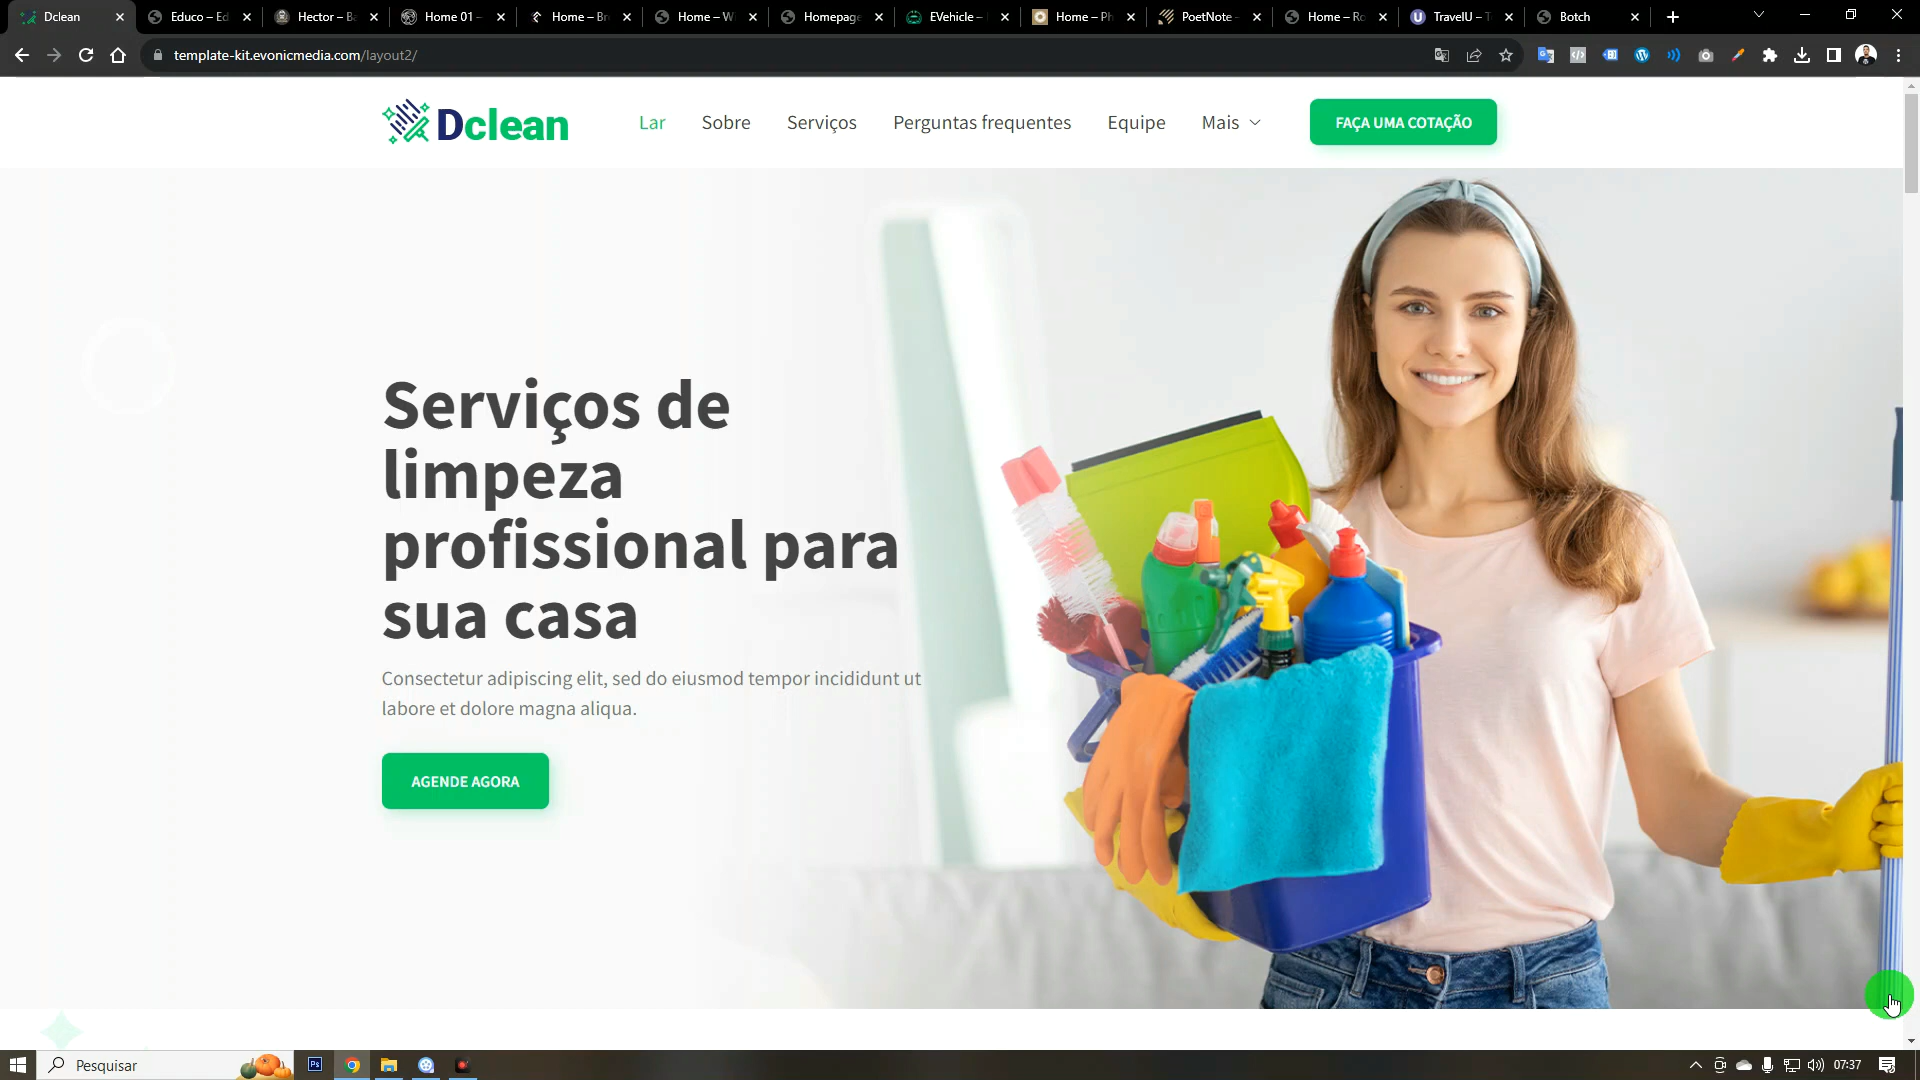 Dclean
Educo – Ed
Hector – Ba
Home 01 –
Home – Br
Home – W
Homepage
EVehicle –
Home – Ph
PoetNote –
Home – Ro
TravelU – T
Botch
template-kit.evonicmedia.com/layout2/
Dclean
Lar
Sobre
Serviços
Perguntas frequentes
Equipe
Mais
FAÇA UMA COTAÇÃO
Serviços de
limpeza
profissional para
sua casa
Consectetur adipiscing elit, sed do eiusmod tempor incididunt ut
labore et dolore magna aliqua.
AGENDE AGORA
Pesquisar
Ps
07:37